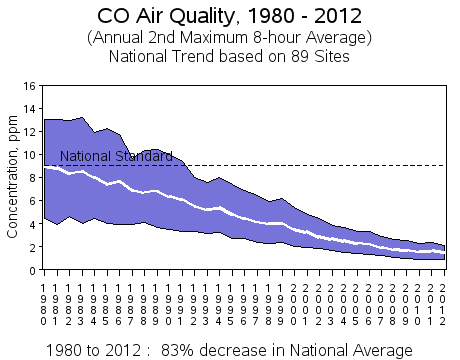 CO Air Quality, 1980 - 2012
(Annual 2nd Maximum 8-hour Average)
National Trend based on 89 Sites
Concentration, ppm
16
14
12
10
8
6
4
2
0
National Standard
1980 1981 1982 1983 1984 1985 1986 1987 1988 1989 1990 1991 1992 1993 1994 1995 1996 1997 1998 1999 2000 2001 2002 2003 2004 2005 2006 2007 2008 2009 2010 2011 2012
1980 to 2012 : 83% decrease in National Average